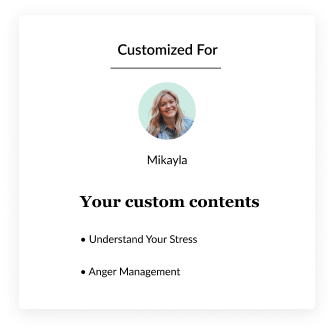 Customized For
Mikayla
Your custom contents
• Understand Your Stress
• Anger Management